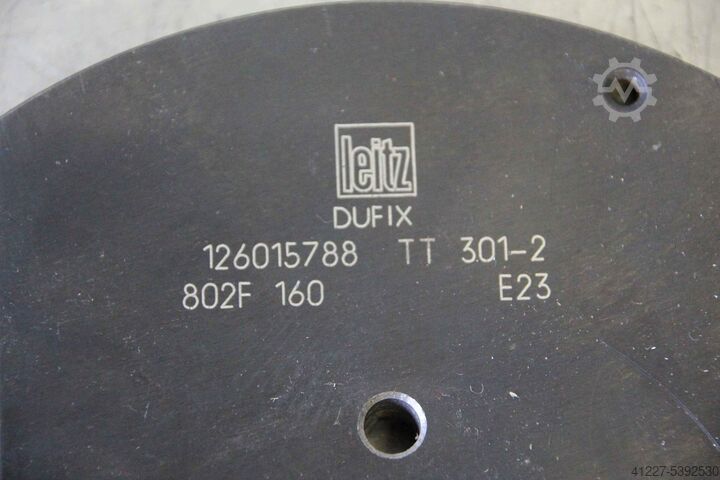 leitz
DUFIX
126015788 TT 301-2
802F 160 E23
41227-5392530